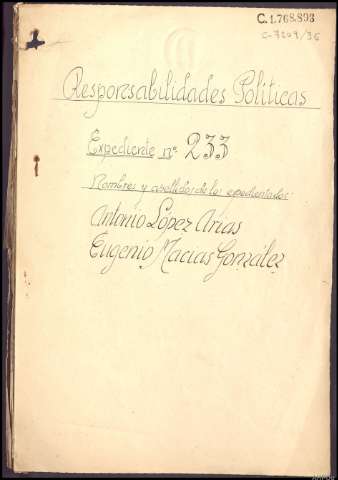 C.1.768.893
C-7209/36
Responsabilidades Politicas
Expediente nº 233
Nombres y apellidos de los expedientados:
Antonio López Arias
Eugenio Macias González